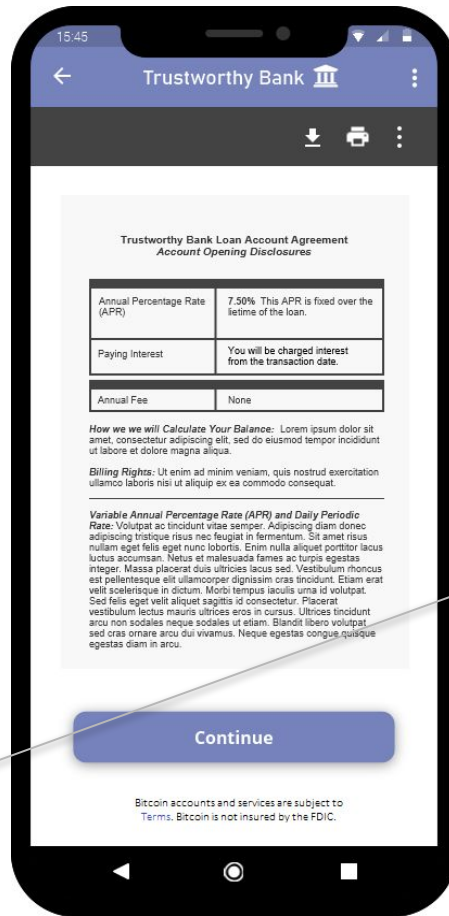 15:45
Trustworthy Bank
Trustworthy Bank Loan Account Agreement
Account Opening Disclosures
Annual Percentage Rate
(APR)
7.50% This APR is fixed over the
lietime of the loan.
Paying Interest
You will be charged interest
from the transaction date.
Annual Fee
None
How we we will Calculate Your Balance: Lorem ipsum dolor sit
amet, consectetur adipiscing elit, sed do eiusmod tempor incididunt
ut labore et dolore magna aliqua.
Billing Rights: Ut enim ad minim veniam, quis nostrud exercitation
ullamco laboris nisi ut aliquip ex ea commodo consequat.
Variable Annual Percentage Rate (APR) and Daily Periodic
Rate: Volutpat ac tincidunt vitae semper. Adipiscing diam donec
adipiscing tristique risus nec feugiat in fermentum. Sit amet risus
nullam eget felis eget nunc lobortis. Enim nulla aliquet porttitor lacus
luctus accumsan. Netus et malesuada fames ac turpis egestas
integer. Massa placerat duis ultricies lacus sed. Vestibulum rhoncus
est pellentesque elit ullamcorper dignissim cras tincidunt. Etiam erat
velit scelerisque in dictum. Morbi tempus iaculis urna id volutpat.
Sed felis eget velit aliquet sagittis id consectetur. Placerat
vestibulum lectus mauris ultrices eros in cursus. Ultrices tincidunt
arcu non sodales neque sodales ut etiam. Blandit libero volutpat
sed cras ornare arcu dui vivamus. Neque egestas congue quisque
egestas diam in arcu.
Continue
Bitcoin accounts and services are subject to
Terms. Bitcoin is not insured by the FDIC.